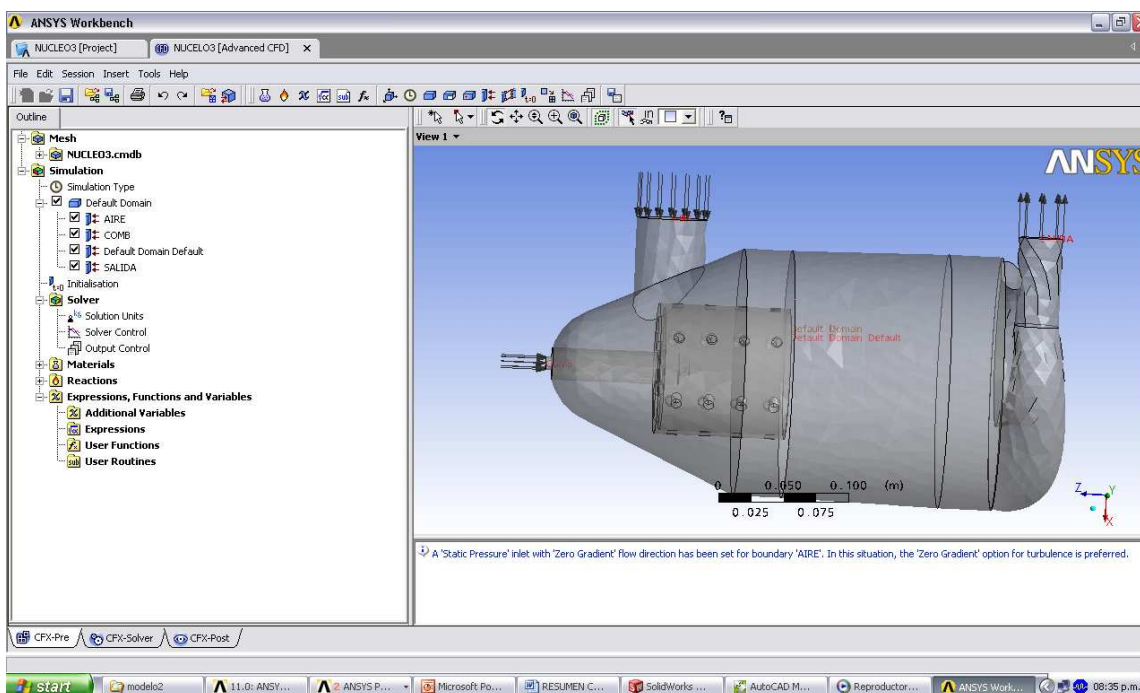 ANSYS Workbench
NUCLEO3 [Project]
NUCELO3 [Advanced CFD]
File Edit Session Insert Tools Help
Outline
Mesh
NUCLEO3.cmdb
Simulation
Simulation Type
Default Domain
AIRE
COMB
Default Domain Default
SALIDA
Initialisation
Solver
Solution Units
Solver Control
Output Control
Materials
Reactions
Expressions, Functions and Variables
Additional Variables
Expressions
User Functions
User Routines
View 1
ANSYS
Default Domain
Default Domain Default
0 0.050 0.100 (m)
0.025 0.075
Z Y
X
A 'Static Pressure' inlet with 'Zero Gradient' flow direction has been set for boundary 'AIRE'. In this situation, the 'Zero Gradient' option for turbulence is preferred.
CFX-Pre CFX-Solver CFX-Post
start modelo2 11.0: ANSY... 2 ANSYS P... Microsoft Po... RESUMEN C... SolidWorks ... AutoCAD M... Reproductor... ANSYS Work... 08:35 p.m.